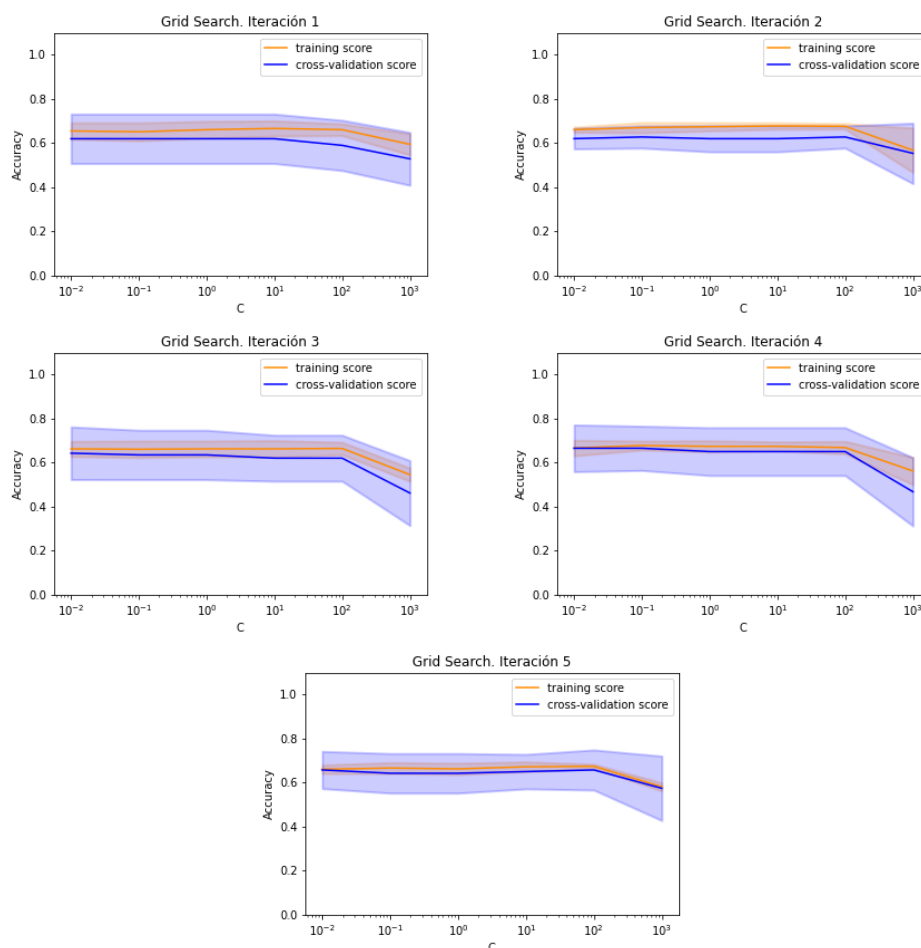 Grid Search. Iteración 1
training score
cross-validation score
Accuracy
1.0
0.8
0.6
0.4
0.2
0.0
10⁻² 10⁻¹ 10⁰ 10¹ 10² 10³
C
Grid Search. Iteración 2
training score
cross-validation score
Accuracy
1.0
0.8
0.6
0.4
0.2
0.0
10⁻² 10⁻¹ 10⁰ 10¹ 10² 10³
C
Grid Search. Iteración 3
training score
cross-validation score
Accuracy
1.0
0.8
0.6
0.4
0.2
0.0
10⁻² 10⁻¹ 10⁰ 10¹ 10² 10³
C
Grid Search. Iteración 4
training score
cross-validation score
Accuracy
1.0
0.8
0.6
0.4
0.2
0.0
10⁻² 10⁻¹ 10⁰ 10¹ 10² 10³
C
Grid Search. Iteración 5
training score
cross-validation score
Accuracy
1.0
0.8
0.6
0.4
0.2
0.0
10⁻² 10⁻¹ 10⁰ 10¹ 10² 10³
C